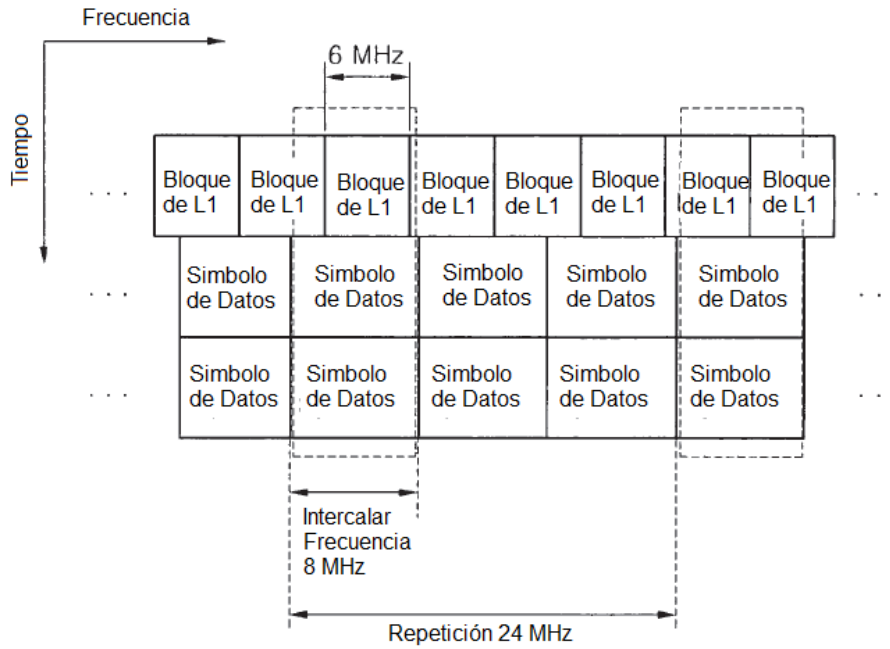 Frecuencia
6 MHz
Tiempo
. . .
Bloque de L1
Bloque de L1
Bloque de L1
Bloque de L1
Bloque de L1
Bloque de L1
Bloque de L1
Bloque de L1
. . .
. . .
Simbolo de Datos
Simbolo de Datos
Simbolo de Datos
Simbolo de Datos
Simbolo de Datos
. . .
. . .
Simbolo de Datos
Simbolo de Datos
Simbolo de Datos
Simbolo de Datos
Simbolo de Datos
. . .
Intercalar
Frecuencia
8 MHz
Repetición 24 MHz